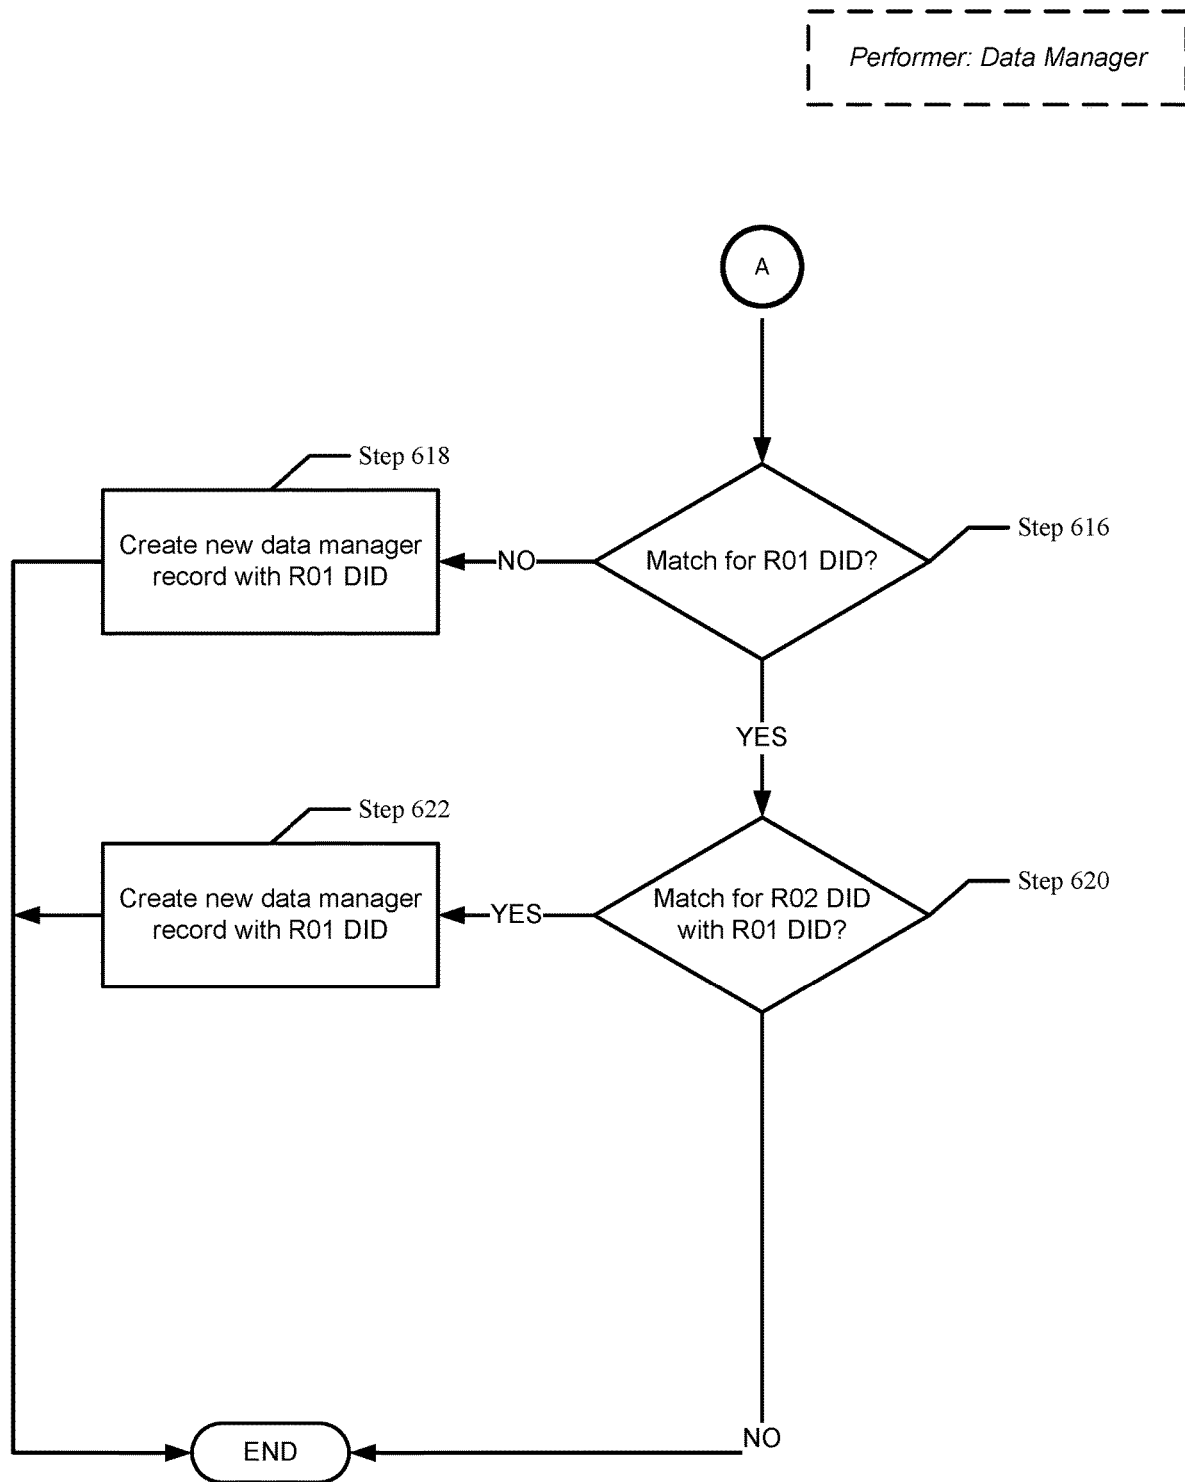 Performer: Data Manager
A
Step 618
Create new data manager
record with R01 DID
NO
Match for R01 DID?
Step 616
YES
Step 622
Create new data manager
record with R01 DID
YES
Match for R02 DID
with R01 DID?
Step 620
NO
END